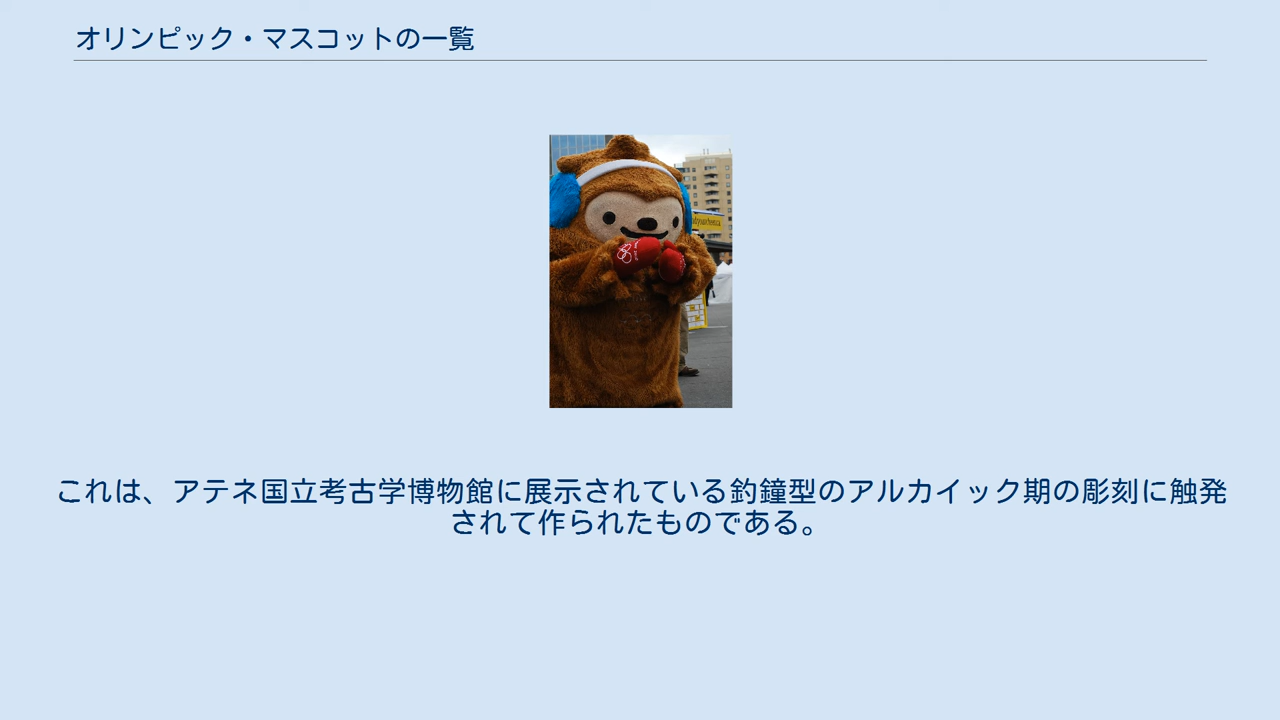 オリンピック・マスコットの一覧
これは、アテネ国立考古学博物館に展示されている釣鐘型のアルカイック期の彫刻に触発
されて作られたものである。